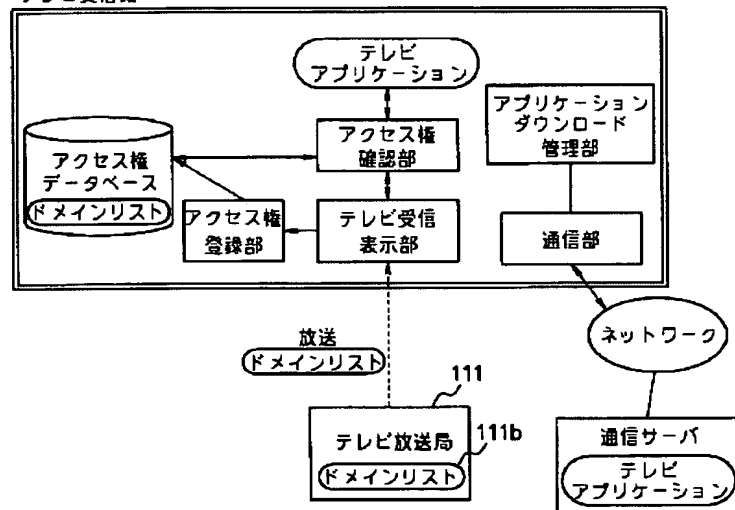 テレビ
アプリケーション
アプリケーション
ダウンロード
管理部
アクセス権
確認部
アクセス権
データベース
ドメインリスト
アクセス権
登録部
テレビ受信
表示部
通信部
放送
ドメインリスト
ネットワーク
111
テレビ放送局
111b
ドメインリスト
通信サーバ
テレビ
アプリケーション